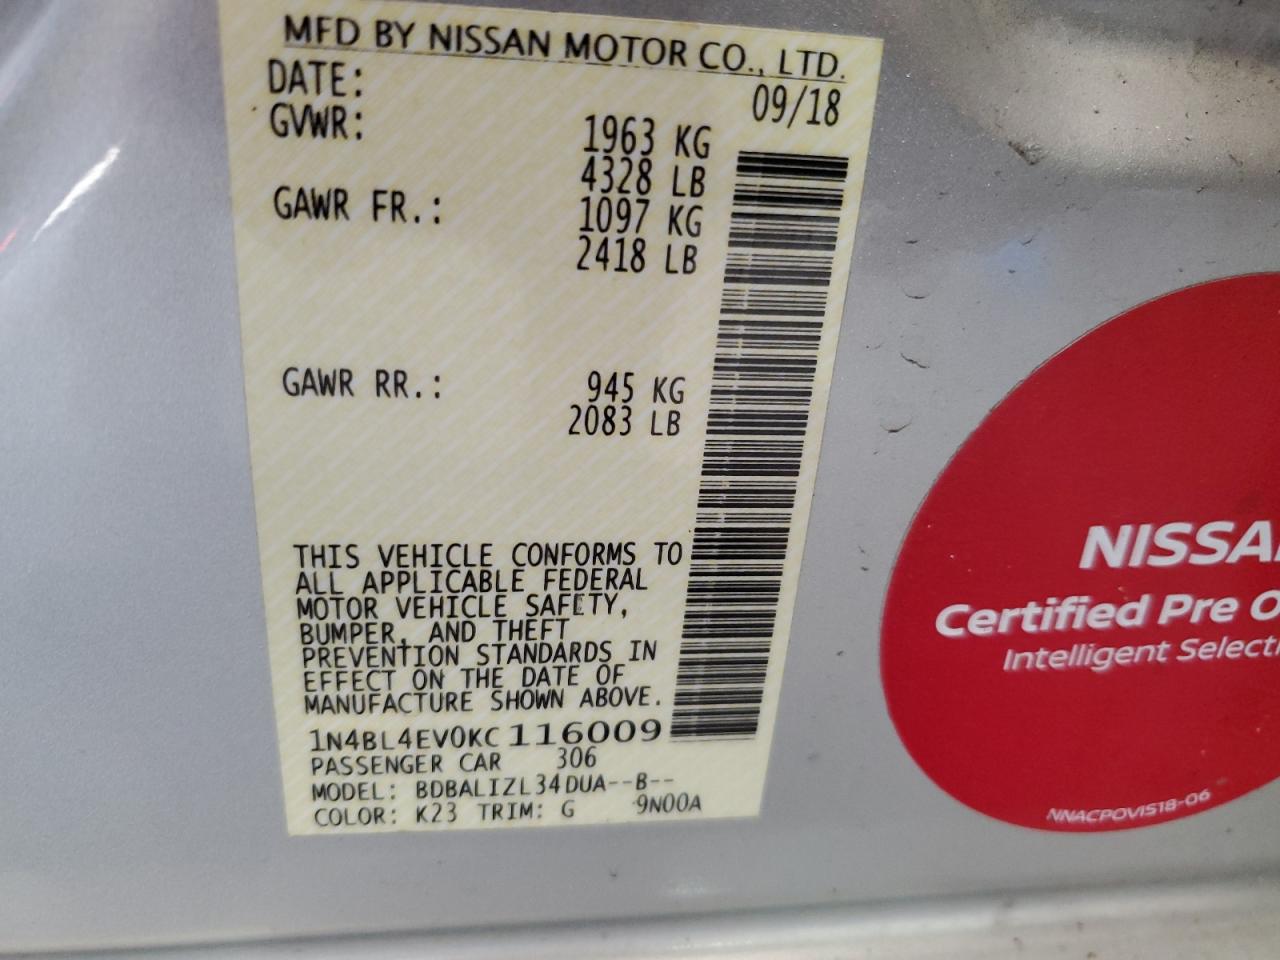 MFD BY NISSAN MOTOR CO., LTD.
DATE: 09/18
GVWR: 1963 KG
4328 LB
GAWR FR.: 1097 KG
2418 LB
GAWR RR.: 945 KG
2083 LB
THIS VEHICLE CONFORMS TO
ALL APPLICABLE FEDERAL
MOTOR VEHICLE SAFETY,
BUMPER, AND THEFT
PREVENTION STANDARDS IN
EFFECT ON THE DATE OF
MANUFACTURE SHOWN ABOVE.
1N4BL4EV0KC116009
PASSENGER CAR 306
MODEL: BDBALIZL34DUA--B--
COLOR: K23 TRIM: G 9N00A
NISSA
Certified Pre O
Intelligent Select
NNACPOVIS18-06